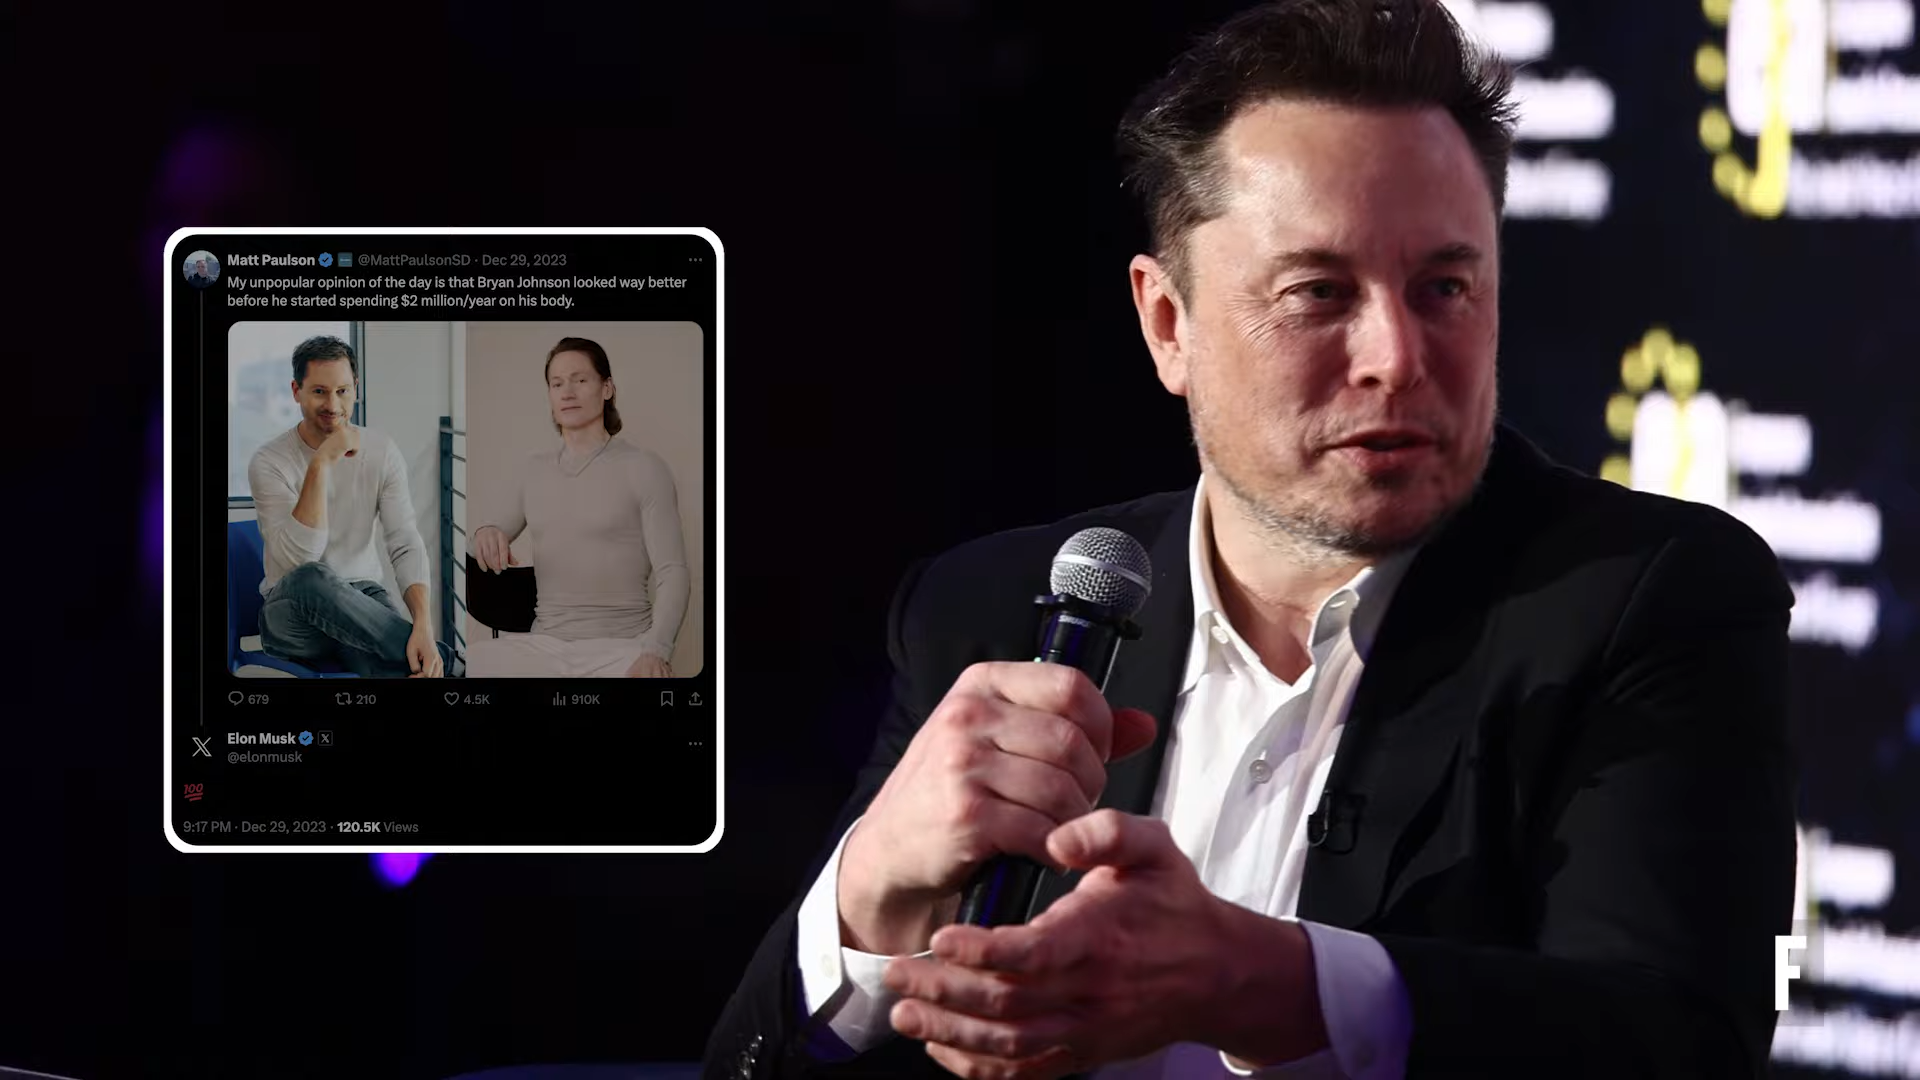 Matt Paulson @MattPaulsonSD · Dec 29, 2023
My unpopular opinion of the day is that Bryan Johnson looked way better
before he started spending $2 million/year on his body.
679 210 4.5K 910K
Elon Musk
@elonmusk
💯
9:17 PM · Dec 29, 2023 · 120.5K Views
SHURE
F